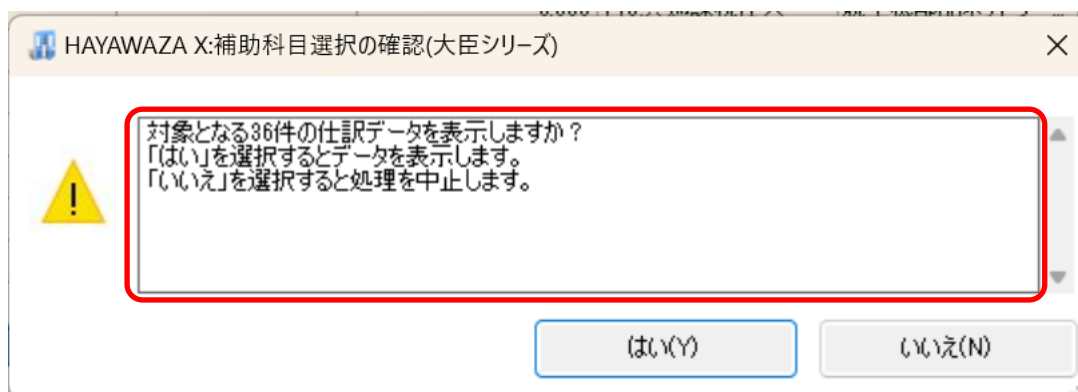 HAYAWAZA X:補助科目選択の確認(大臣シリーズ)
対象となる36件の仕訳データを表示しますか？
「はい」を選択するとデータを表示します。
「いいえ」を選択すると処理を中止します。
はい(Y)
いいえ(N)